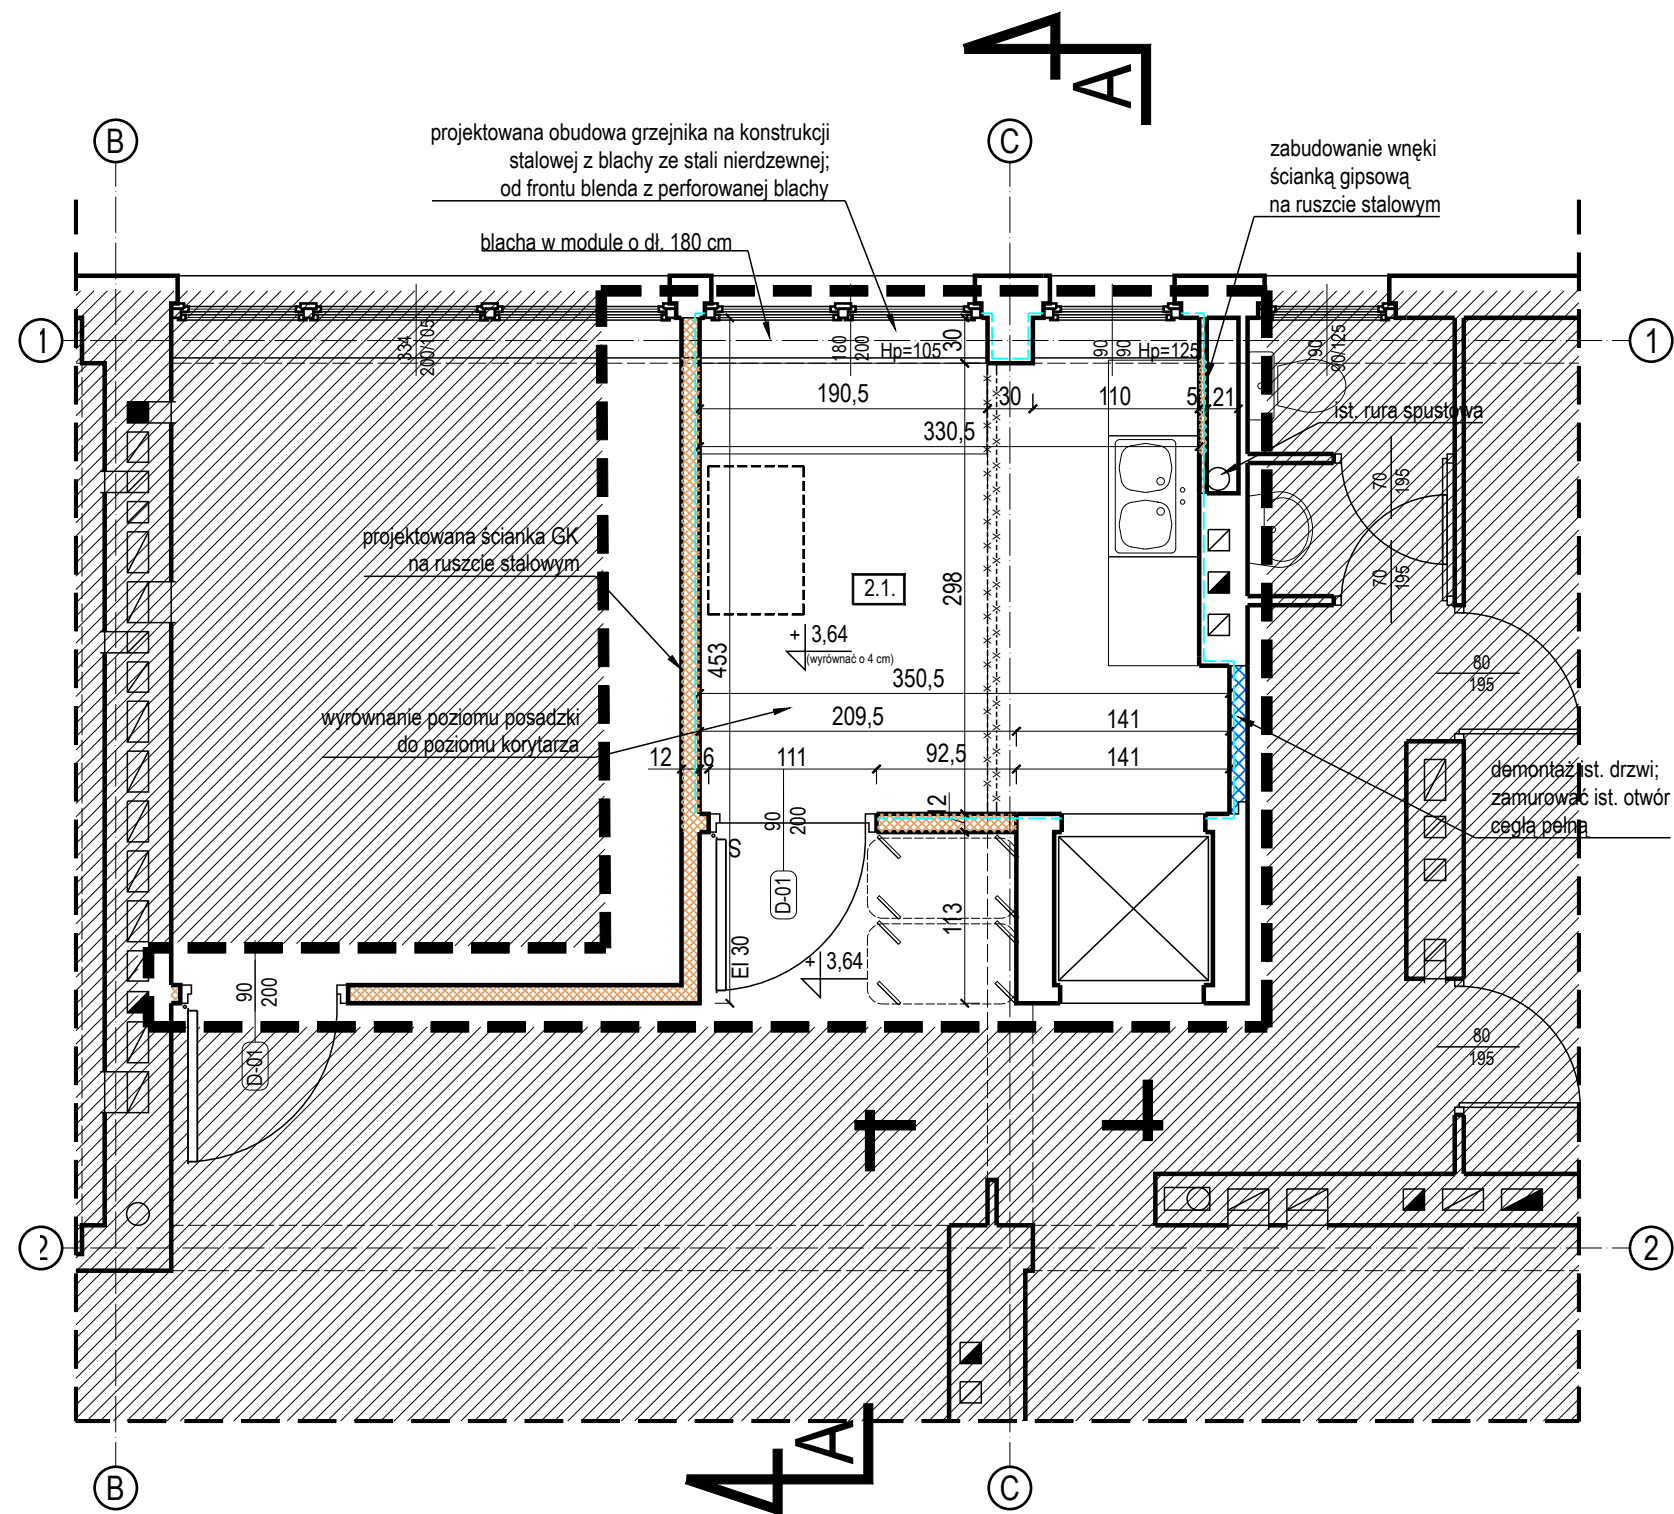 A
B
C
projektowana obudowa grzejnika na konstrukcji
stalowej z blachy ze stali nierdzewnej;
od frontu blenda z perforowanej blachy
zabudowanie wnęki
ścianką gipsową
na ruszcie stalowym
blacha w module o dł. 180 cm
1
1
334
200/105
180
200
Hp=105
30
90
90
Hp=125
90
90/125
190,5
30
110
5
21
ist. rura spustowa
330,5
70
195
projektowana ścianka GK
na ruszcie stalowym
2.1.
298
70
195
+ 3,64
(wyrównać o 4 cm)
453
350,5
80
195
wyrównanie poziomu posadzki
do poziomu korytarza
209,5
141
12
6
111
92,5
141
demontaż ist. drzwi;
zamurować ist. otwór
cegłą pełną
12
90
200
S
D-01
113
EI 30
+ 3,64
90
200
D-01
80
195
2
2
A
B
C